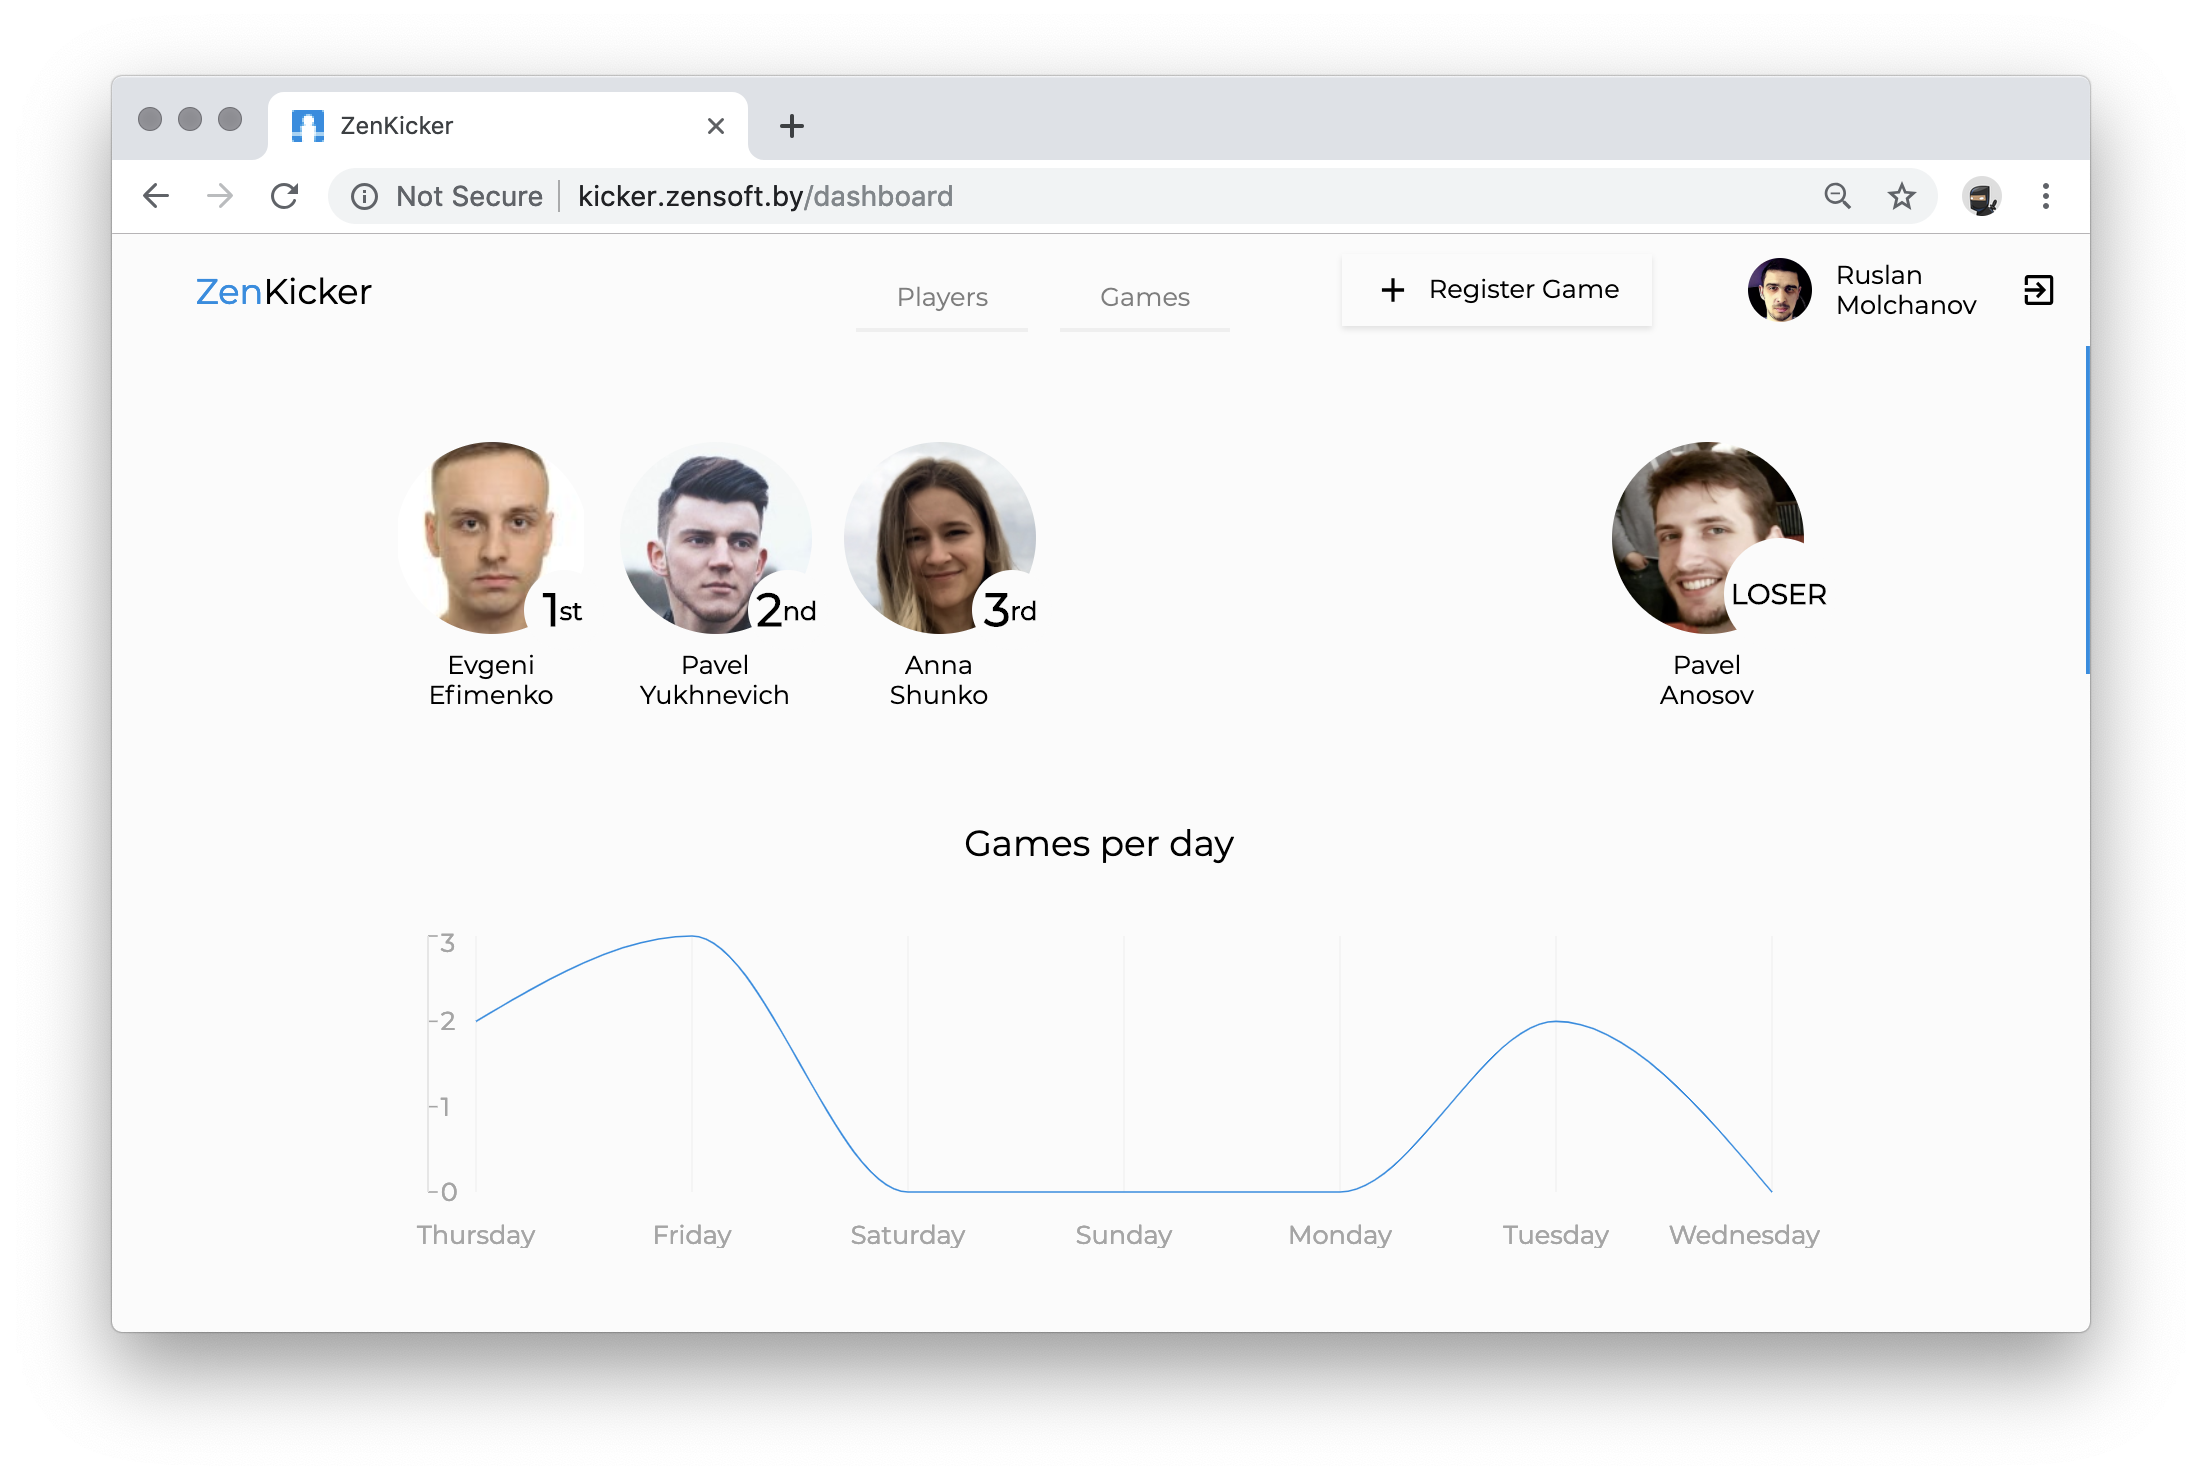 ZenKicker
Not Secure kicker.zensoft.by/dashboard
ZenKicker
Players
Games
Register Game
Ruslan
Molchanov
1st
2nd
3rd
LOSER
Evgeni
Efimenko
Pavel
Yukhnevich
Anna
Shunko
Pavel
Anosov
Games per day
3
2
1
0
Thursday
Friday
Saturday
Sunday
Monday
Tuesday
Wednesday